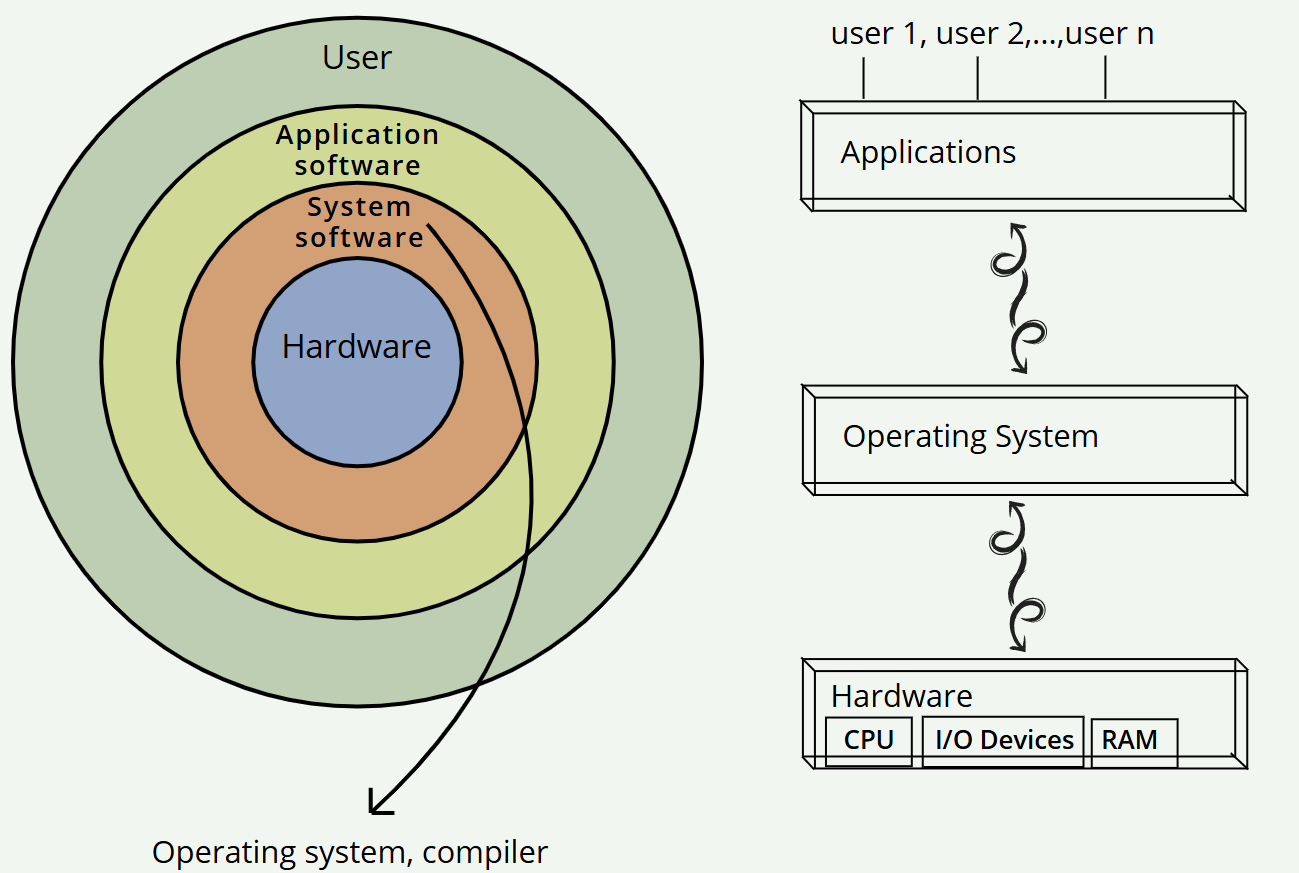 User
Application
software
System
software
Hardware
Operating system, compiler
user 1, user 2,...,user n
Applications
Operating System
Hardware
CPU
I/O Devices
RAM